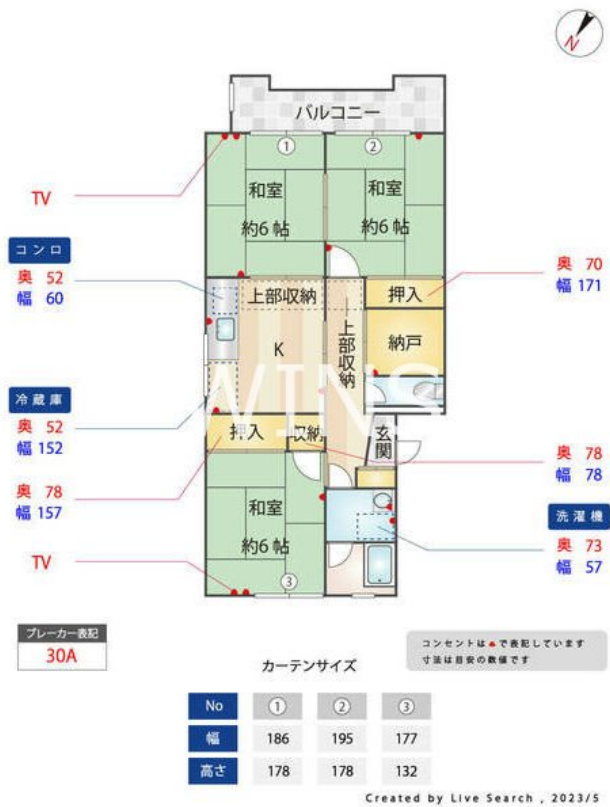 N
バルコニー
①
②
和室
約6帖
和室
約6帖
TV
コンロ
奥 52
幅 60
上部収納
押入
奥 70
幅 171
K
上部収納
納戸
WINS
冷蔵庫
奥 52
幅 152
押入
収納
玄関
奥 78
幅 157
奥 78
幅 78
和室
約6帖
洗濯機
奥 73
幅 57
TV
③
ブレーカー表記
30A
コンセントは で表記しています
寸法は目安の数値です
カーテンサイズ
No ① ② ③
幅 186 195 177
高さ 178 178 132
Created by Live Search , 2023/5